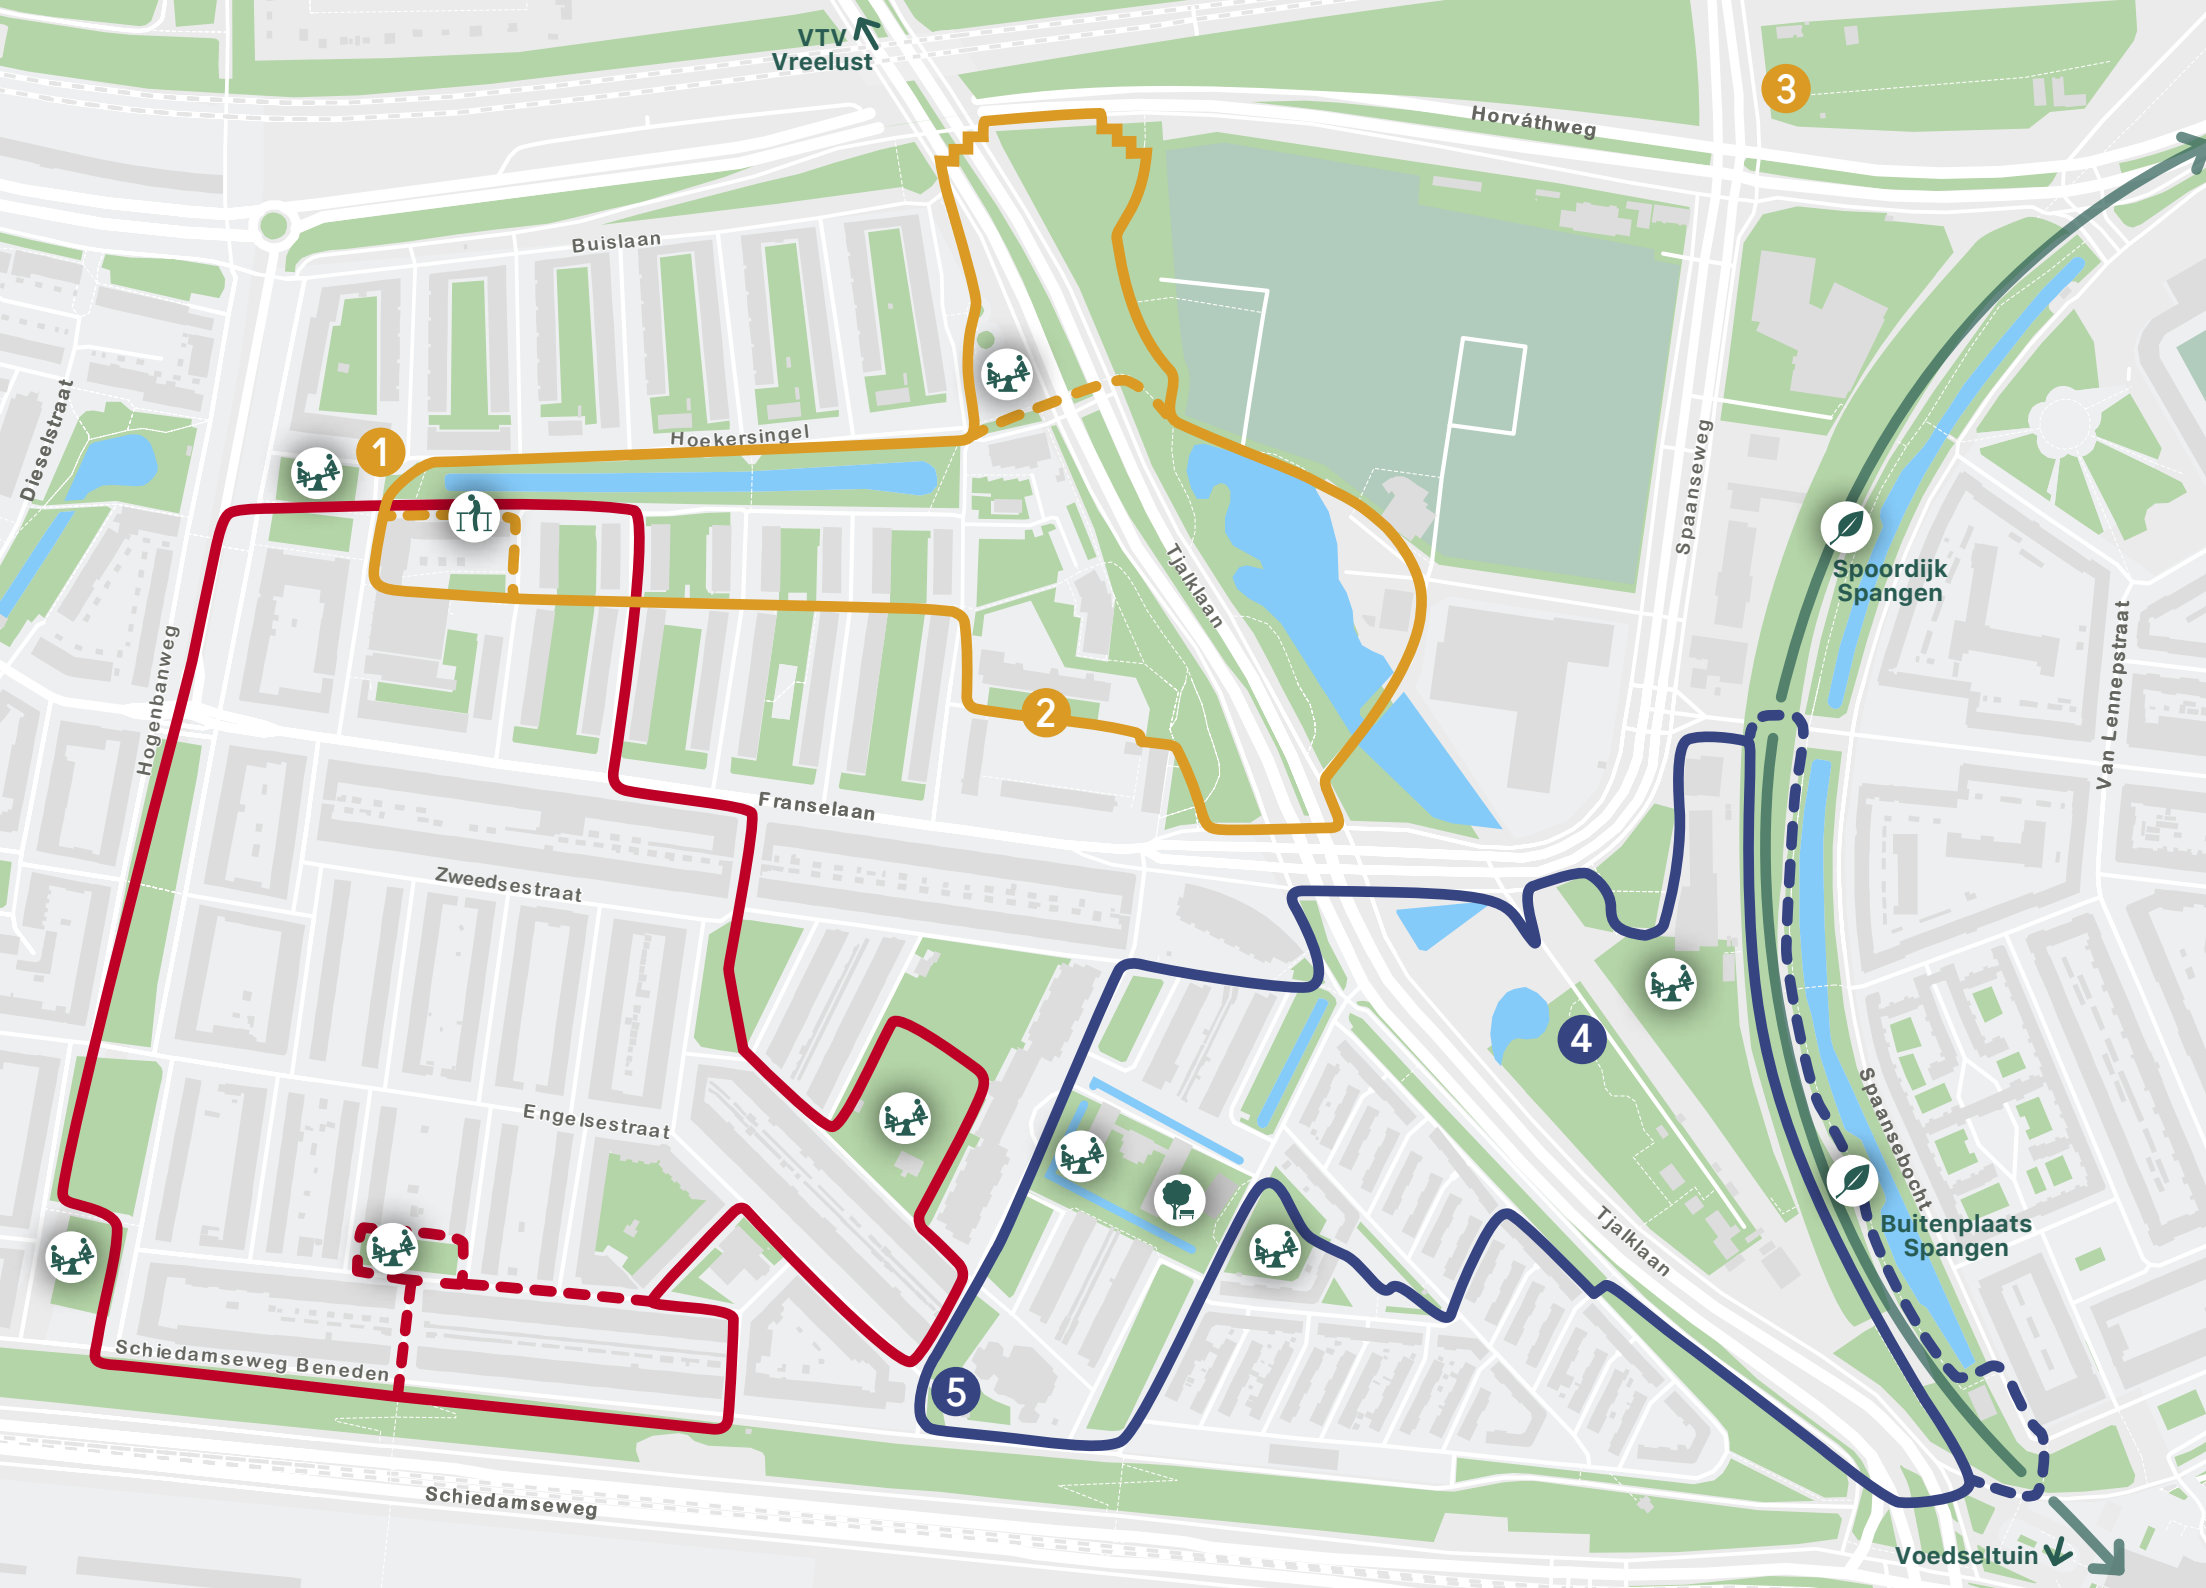 VTV
Vreelust
3
Horváthweg
Buislaan
Dieselstraat
1
Hoekersingel
Spaanseweg
Tjalklaan
Spoordijk
Spangen
Hogenbanweg
Van Lennepstraat
2
Franselaan
Zweedsestraat
4
Engelsestraat
Spaansebocht
Buitenplaats
Spangen
Tjalklaan
Schiedamseweg Beneden
5
Schiedamseweg
Voedseltuin